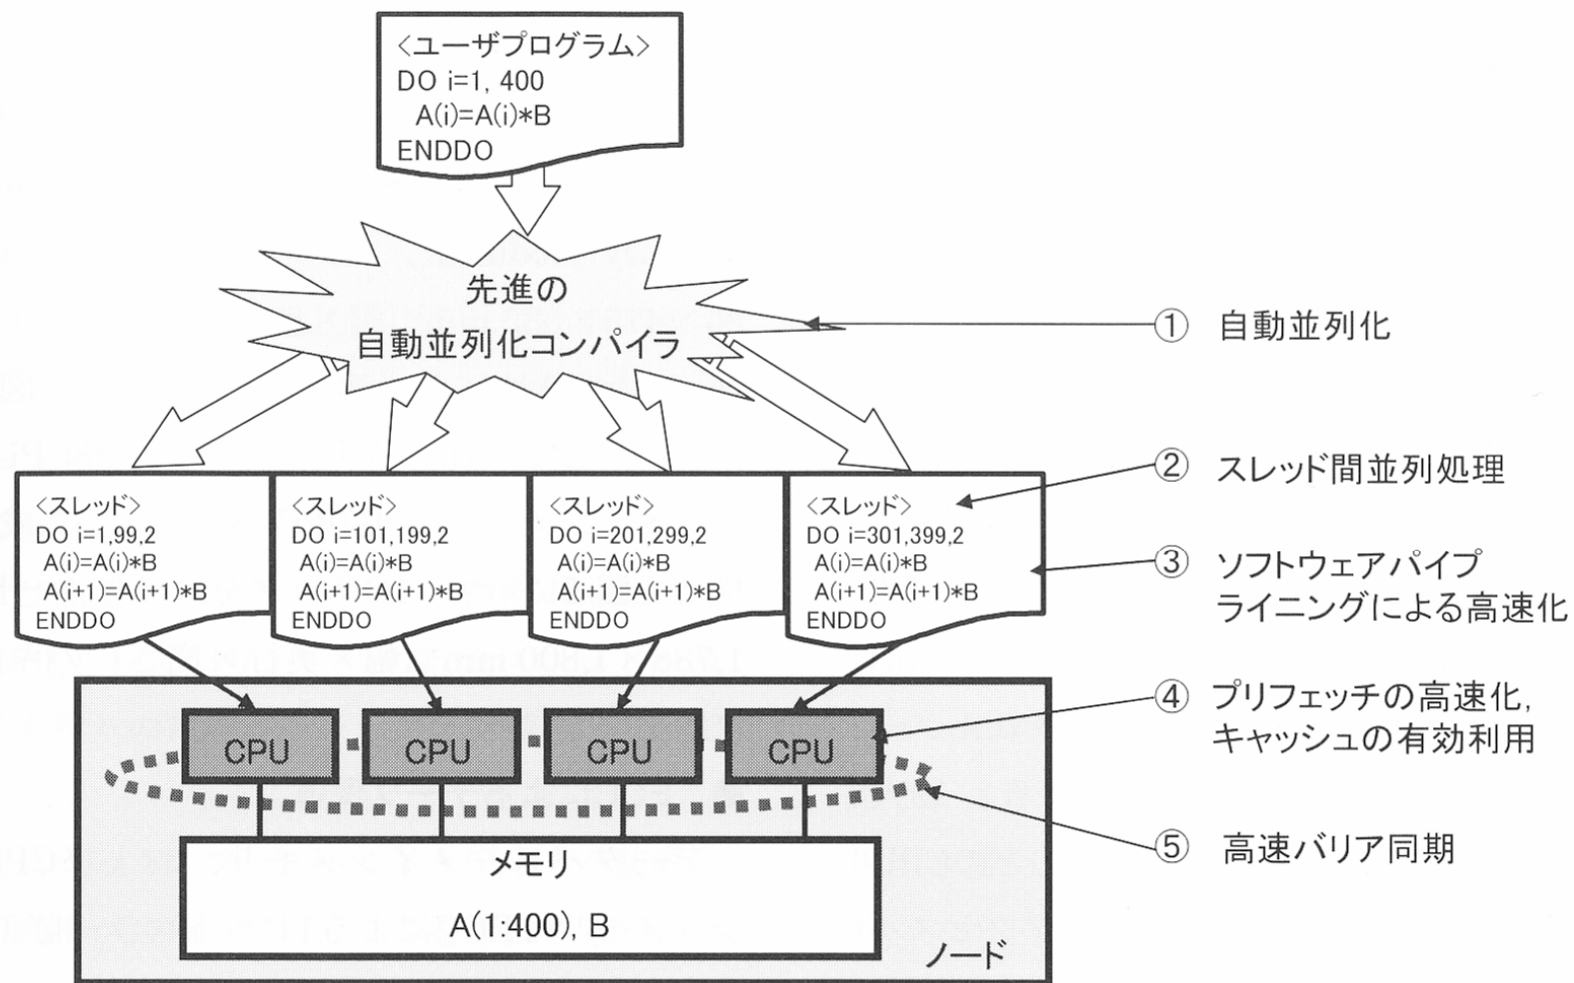 <ユーザプログラム>
DO i=1, 400
A(i)=A(i)*B
ENDDO
先進の
自動並列化コンパイラ
① 自動並列化
② スレッド間並列処理
<スレッド>
DO i=1,99,2
A(i)=A(i)*B
A(i+1)=A(i+1)*B
ENDDO
<スレッド>
DO i=101,199,2
A(i)=A(i)*B
A(i+1)=A(i+1)*B
ENDDO
<スレッド>
DO i=201,299,2
A(i)=A(i)*B
A(i+1)=A(i+1)*B
ENDDO
<スレッド>
DO i=301,399,2
A(i)=A(i)*B
A(i+1)=A(i+1)*B
ENDDO
③ ソフトウェアパイプ
ライニングによる高速化
④ プリフェッチの高速化,
キャッシュの有効利用
CPU
CPU
CPU
CPU
⑤ 高速バリア同期
メモリ
A(1:400), B
ノード